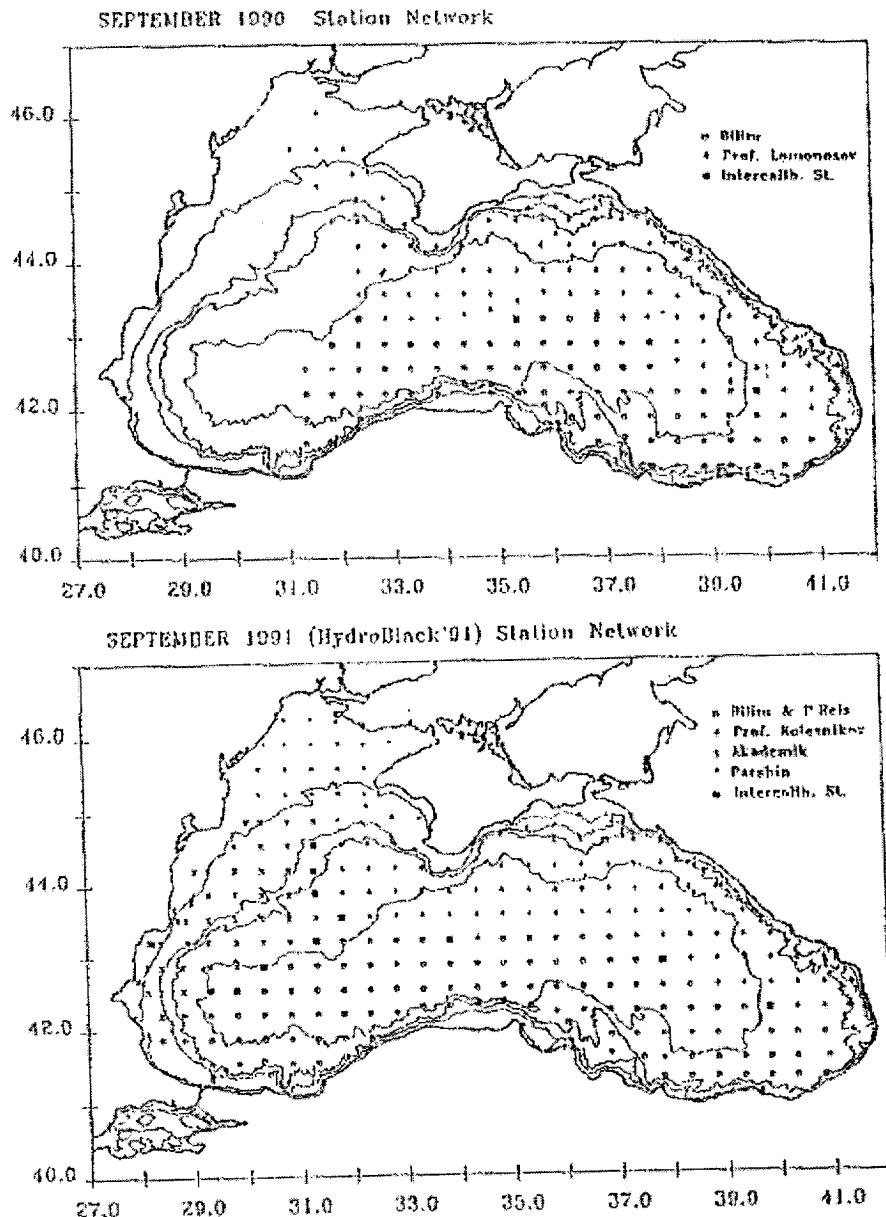 SEPTEMBER 1990 Station Network
46.0
44.0
42.0
40.0
Bilim
Prof. Lomonosov
Intercalib. St.
27.0 29.0 31.0 33.0 35.0 37.0 39.0 41.0
SEPTEMBER 1991 (HydroBlack'91) Station Network
46.0
44.0
42.0
40.0
Bilim & P Reis
Prof. Kolesnikov
Akademik
Parshin
Intercalib. St.
27.0 29.0 31.0 33.0 35.0 37.0 39.0 41.0